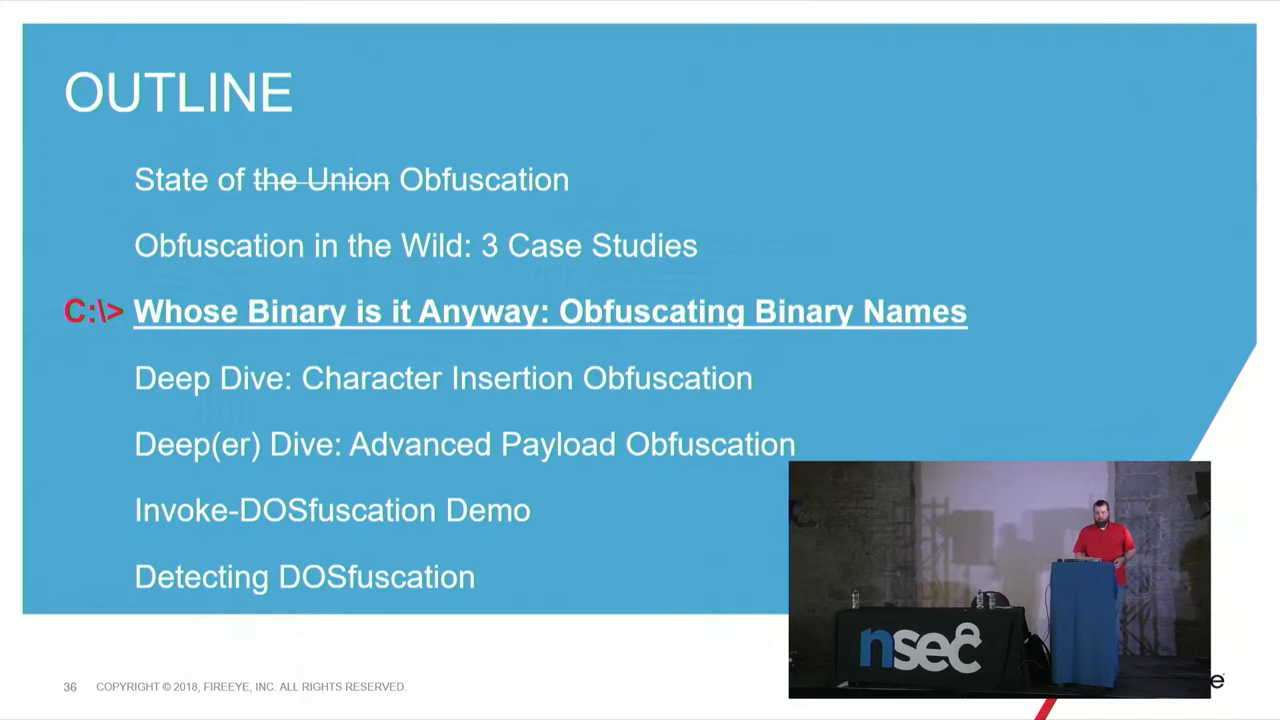 OUTLINE
State of the Union Obfuscation
Obfuscation in the Wild: 3 Case Studies
C:\> Whose Binary is it Anyway: Obfuscating Binary Names
Deep Dive: Character Insertion Obfuscation
Deep(er) Dive: Advanced Payload Obfuscation
Invoke-DOSfuscation Demo
Detecting DOSfuscation
nsec
36 COPYRIGHT © 2018, FIREEYE, INC. ALL RIGHTS RESERVED.